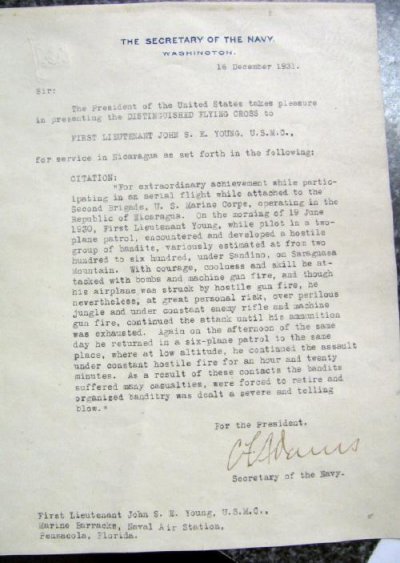 THE SECRETARY OF THE NAVY.
WASHINGTON.
16 December 1931.
Sir:
The President of the United States takes pleasure
in presenting the DISTINGUISHED FLYING CROSS to
FIRST LIEUTENANT JOHN S. E. YOUNG, U.S.M.C.,
for service in Nicaragua as set forth in the following:
CITATION:
"For extraordinary achievement while partic-
ipating in an aerial flight while attached to the
Second Brigade, U. S. Marine Corps, operating in the
Republic of Nicaragua. On the morning of 19 June
1930, First Lieutenant Young, while pilot in a two-
plane patrol, encountered and developed a hostile
group of bandits, variously estimated at from two
hundred to six hundred, under Sandino, on Saraguasca
Mountain. With courage, coolness and skill he at-
tacked with bombs and machine gun fire, and though
his airplane was struck by hostile gun fire, he
nevertheless, at great personal risk, over perilous
jungle and under constant enemy rifle and machine
gun fire, continued the attack until his ammunition
was exhausted. Again on the afternoon of the same
day he returned in a six-plane patrol to the same
place, where at low altitude, he continued the assault
under constant hostile fire for an hour and twenty
minutes. As a result of these contacts the bandits
suffered many casualties, were forced to retire and
organized banditry was dealt a severe and telling
blow."
For the President.
C F Adams
Secretary of the Navy.
First Lieutenant John S. E. Young, U.S.M.C.,
Marine Barracks, Naval Air Station,
Pensacola, Florida.